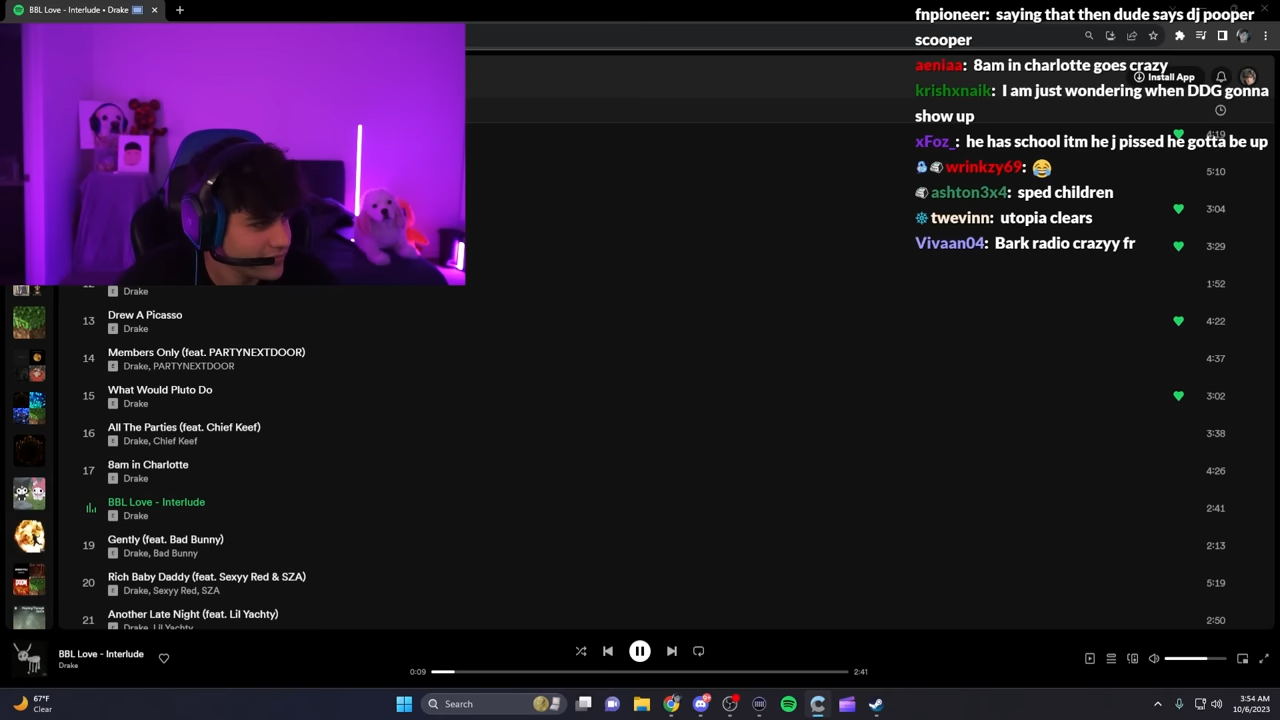 BBL Love - Interlude • Drake
fnpioneer: saying that then dude says dj pooper
scooper
aeniaa: 8am in charlotte goes crazy
krishxnaik: I am just wondering when DDG gonna
show up
xFoz_: he has school itm he j pissed he gotta be up
wrinkzy69:
ashton3x4: sped children
twevinn: utopia clears
Vivaan04: Bark radio crazyy fr
Install App
4:19
5:10
3:04
3:29
1:52
E Drake
13 Drew A Picasso 4:22
E Drake
14 Members Only (feat. PARTYNEXTDOOR) 4:37
E Drake, PARTYNEXTDOOR
15 What Would Pluto Do 3:02
E Drake
16 All The Parties (feat. Chief Keef) 3:38
E Drake, Chief Keef
17 8am in Charlotte 4:26
E Drake
BBL Love - Interlude 2:41
E Drake
19 Gently (feat. Bad Bunny) 2:13
E Drake, Bad Bunny
20 Rich Baby Daddy (feat. Sexyy Red & SZA) 5:19
E Drake, Sexyy Red, SZA
21 Another Late Night (feat. Lil Yachty) 2:50
Drake, Lil Yachty
BBL Love - Interlude
Drake
0:09 2:41
67°F
Clear
Search
3:54 AM
10/6/2023